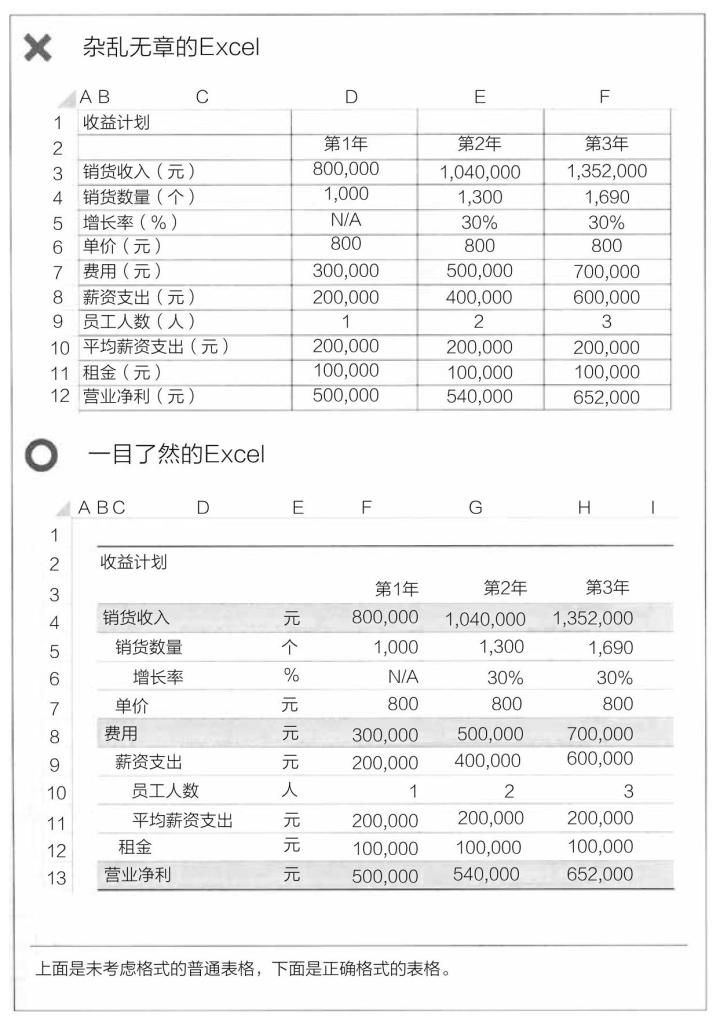 杂乱无章的Excel
A B C D E F
1 收益计划
2 第1年 第2年 第3年
3 销货收入（元） 800,000 1,040,000 1,352,000
4 销货数量（个） 1,000 1,300 1,690
5 增长率（%） N/A 30% 30%
6 单价（元） 800 800 800
7 费用（元） 300,000 500,000 700,000
8 薪资支出（元） 200,000 400,000 600,000
9 员工人数（人） 1 2 3
10 平均薪资支出（元） 200,000 200,000 200,000
11 租金（元） 100,000 100,000 100,000
12 营业净利（元） 500,000 540,000 652,000
一目了然的Excel
A B C D E F G H I
1
2 收益计划
3 第1年 第2年 第3年
4 销货收入 元 800,000 1,040,000 1,352,000
5 销货数量 个 1,000 1,300 1,690
6 增长率 % N/A 30% 30%
7 单价 元 800 800 800
8 费用 元 300,000 500,000 700,000
9 薪资支出 元 200,000 400,000 600,000
10 员工人数 人 1 2 3
11 平均薪资支出 元 200,000 200,000 200,000
12 租金 元 100,000 100,000 100,000
13 营业净利 元 500,000 540,000 652,000
上面是未考虑格式的普通表格，下面是正确格式的表格。